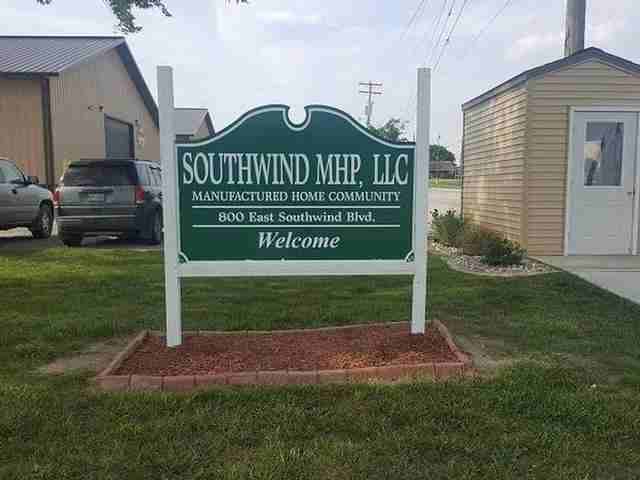 SOUTHWIND MHP, LLC
MANUFACTURED HOME COMMUNITY
800 East Southwind Blvd.
Welcome